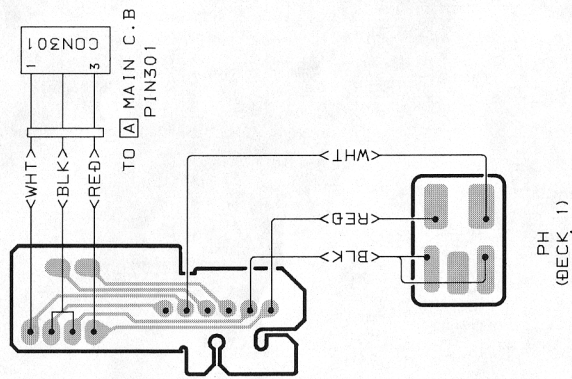 CON301
1 3
TO A MAIN C.B
PIN301
<WHT>
<BLK>
<RED>
<WHT>
<RED>
<BLK>
PH
(DECK 1)